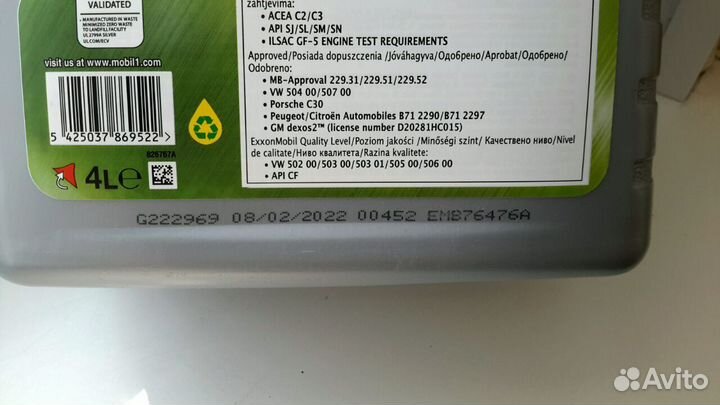 VALIDATED
• MANUFACTURED IN WASTE
MINIMIZED ZERO WASTE
TO LANDFILL FACILITY
UL 2799A SILVER
UL.COM/ECV
visit us at www.mobil1.com
5 425037 869522 >
826767A
4L℮
zahtjevima:
• ACEA C2/C3
• API SJ/SL/SM/SN
• ILSAC GF-5 ENGINE TEST REQUIREMENTS
Approved/Posiada dopuszczenia /Jóváhagyva/Одобрено/Aprobat/Одобрено/
Odobreno:
• MB-Approval 229.31/229.51/229.52
• VW 504 00/507 00
• Porsche C30
• Peugeot/Citroën Automobiles B71 2290/B71 2297
• GM dexos2™ (license number D20281HC015)
ExxonMobil Quality Level/Poziom jakości /Minőségi szint/ Качествено ниво/Nivel
de calitate/Ниво квалитета/Razina kvalitete:
• VW 502 00/503 00/503 01/505 00/506 00
• API CF
G222969 08/02/2022 00452 EM876476A
Avito